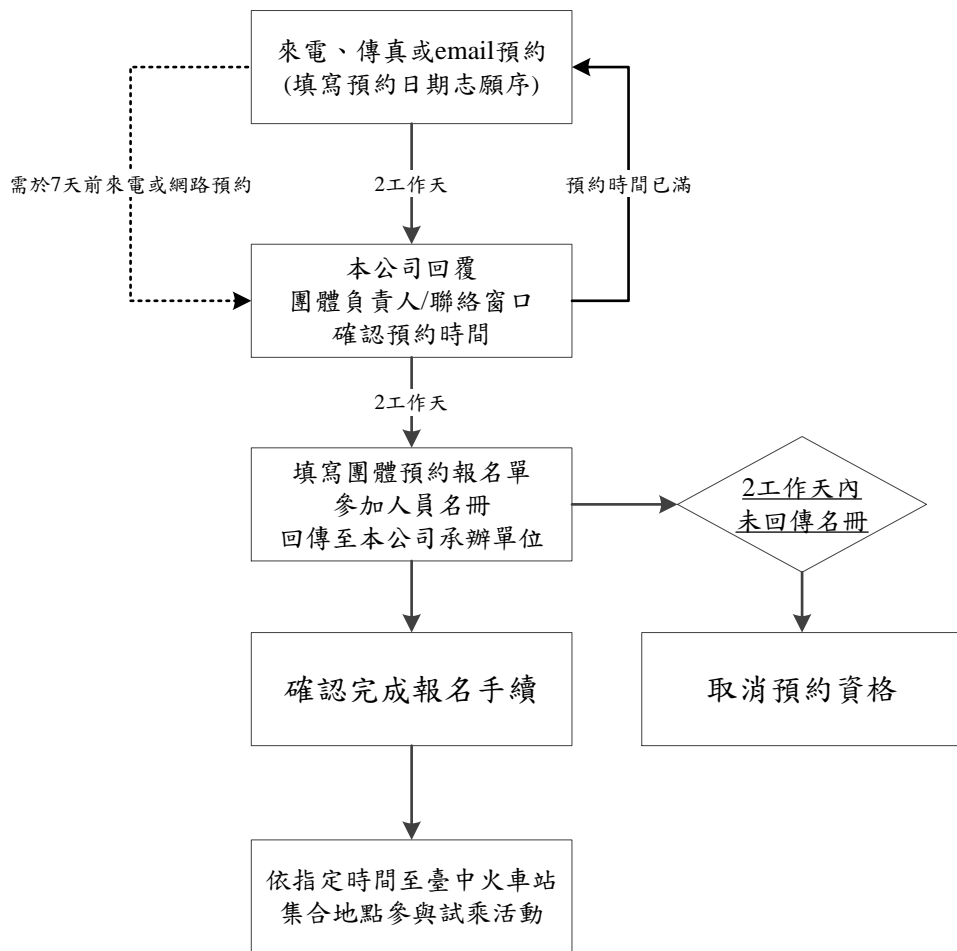 來電、傳真或email預約
(填寫預約日期志願序)
需於7天前來電或網路預約
2工作天
預約時間已滿
本公司回覆
團體負責人/聯絡窗口
確認預約時間
2工作天
填寫團體預約報名單
參加人員名冊
回傳至本公司承辦單位
2工作天內
未回傳名冊
確認完成報名手續
取消預約資格
依指定時間至臺中火車站
集合地點參與試乘活動